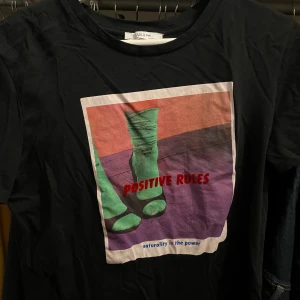 POSITIVE RULES
naturality is the power